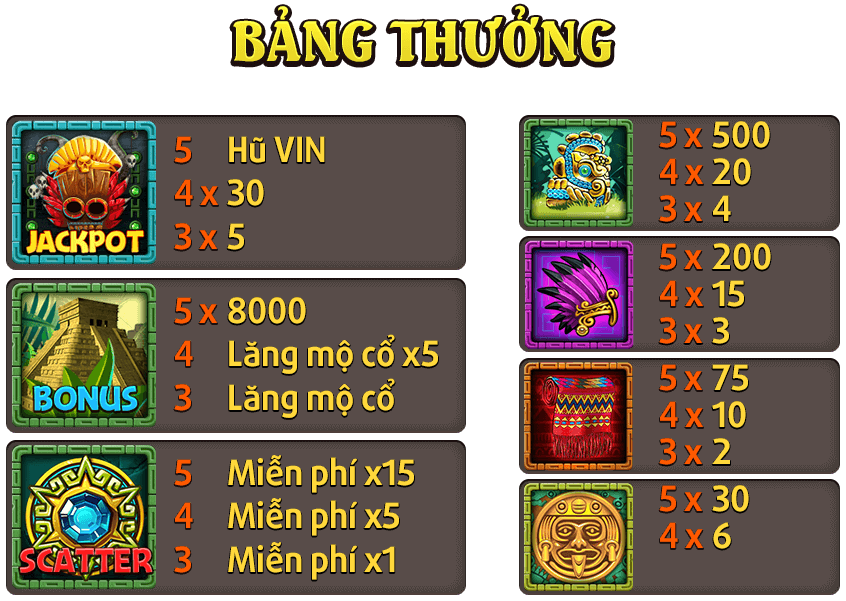 BẢNG THƯỞNG
JACKPOT
5 Hũ VIN
4 x 30
3 x 5
BONUS
5 x 8000
4 Lăng mộ cổ x5
3 Lăng mộ cổ
SCATTER
5 Miễn phí x15
4 Miễn phí x5
3 Miễn phí x1
5 x 500
4 x 20
3 x 4
5 x 200
4 x 15
3 x 3
5 x 75
4 x 10
3 x 2
5 x 30
4 x 6